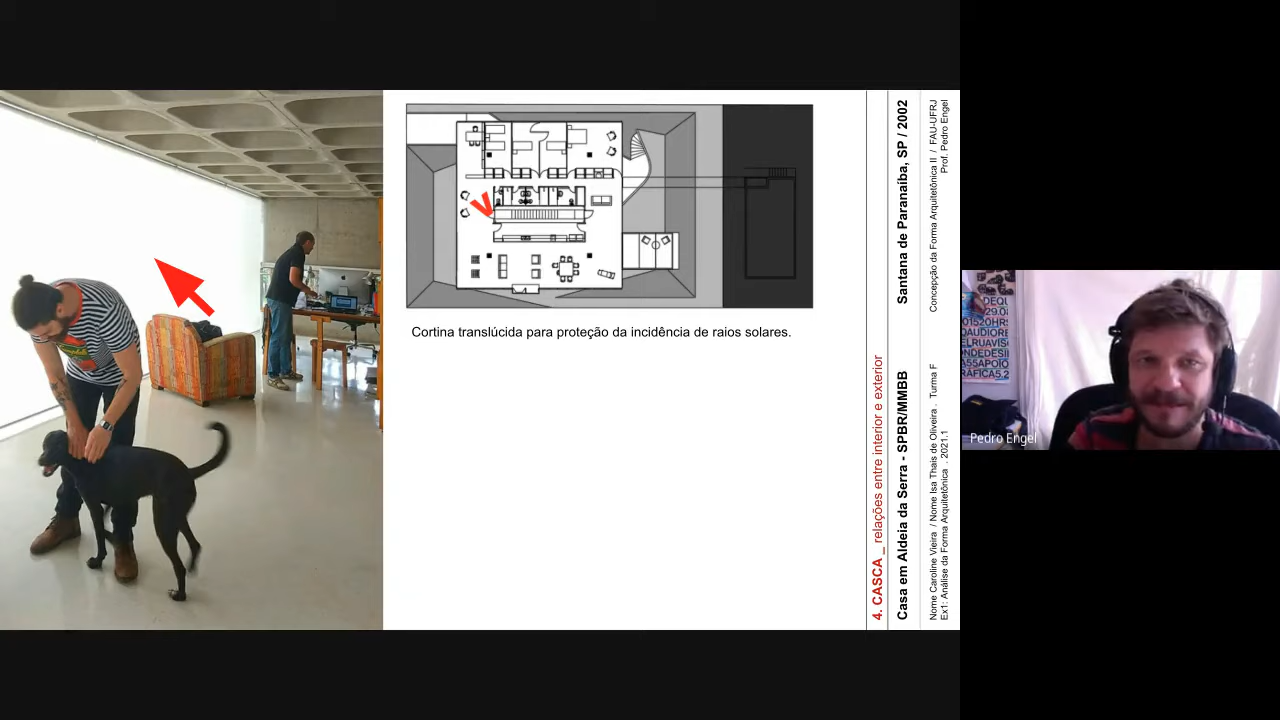 Cortina translúcida para proteção da incidência de raios solares.
4. CASCA _ relações entre interior e exterior
Casa em Aldeia da Serra - SPBR/MMBB
Santana de Paranaíba, SP / 2002
Nome Caroline Vieira / Nome Isa Thais de Oliveira . Turma F
Ex1: Análise da Forma Arquitetônica . 2021.1
Concepção da Forma Arquitetônica II / FAU-UFRJ
Prof. Pedro Engel
Pedro Engel